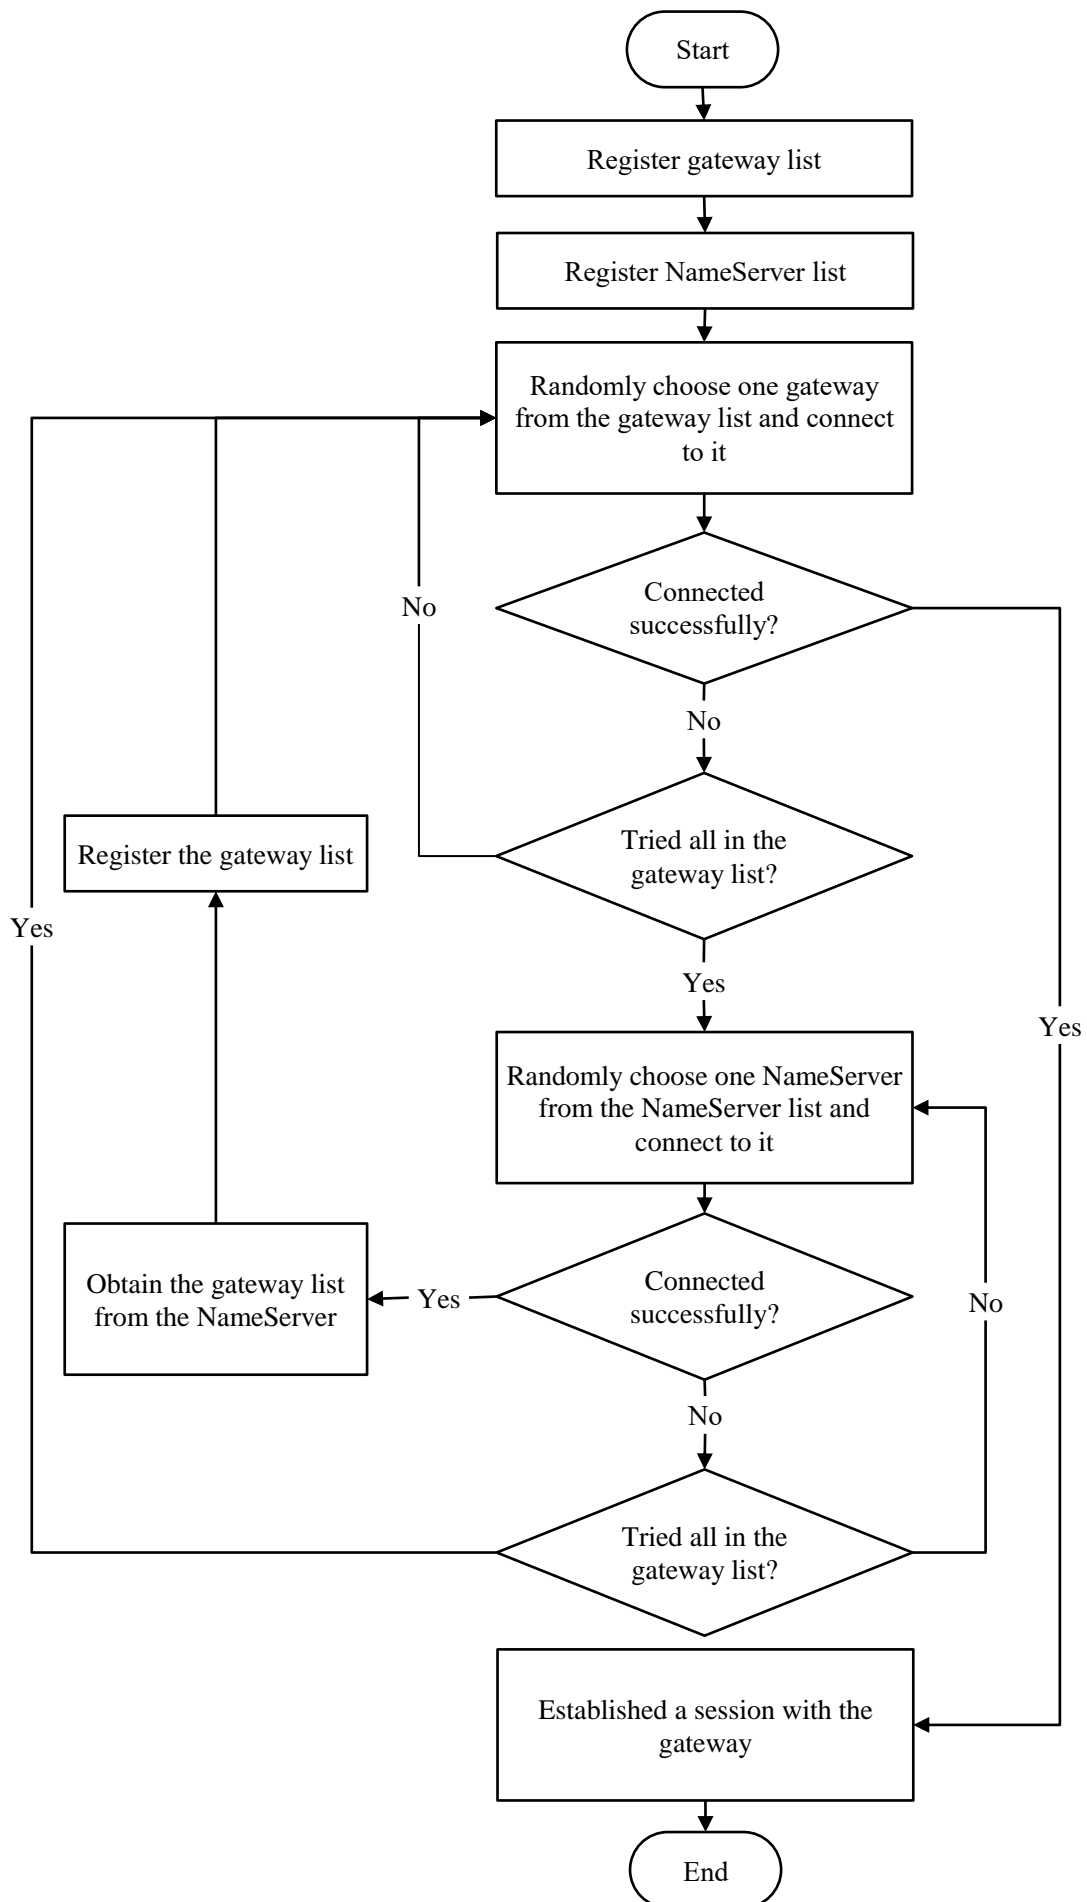 Start
Register gateway list
Register NameServer list
Randomly choose one gateway
from the gateway list and connect
to it
Connected
successfully?
No
No
Tried all in the
gateway list?
Register the gateway list
Yes
Yes
Yes
Randomly choose one NameServer
from the NameServer list and
connect to it
Connected
successfully?
Yes
Obtain the gateway list
from the NameServer
No
No
Tried all in the
gateway list?
Established a session with the
gateway
End